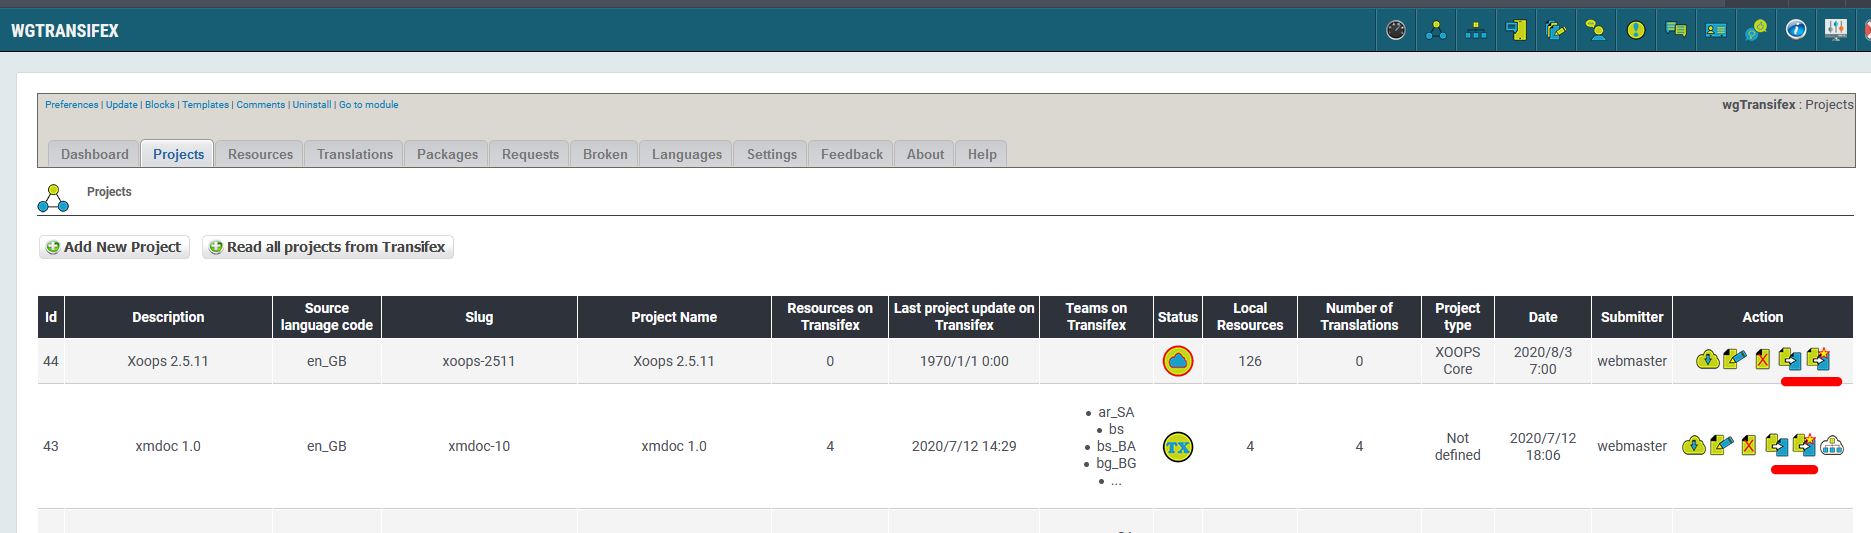 WGTRANSIFEX
Preferences | Update | Blocks | Templates | Comments | Uninstall | Go to module
wgTransifex : Projects
Dashboard Projects Resources Translations Packages Requests Broken Languages Settings Feedback About Help
Projects
Add New Project Read all projects from Transifex
Id Description Source language code Slug Project Name Resources on Transifex Last project update on Transifex Teams on Transifex Status Local Resources Number of Translations Project type Date Submitter Action
44 Xoops 2.5.11 en_GB xoops-2511 Xoops 2.5.11 0 1970/1/1 0:00 126 0 XOOPS Core 2020/8/3 7:00 webmaster
43 xmdoc 1.0 en_GB xmdoc-10 xmdoc 1.0 4 2020/7/12 14:29
• ar_SA
• bs
• bs_BA
• bg_BG
• ...
TX 4 4 Not defined 2020/7/12 18:06 webmaster